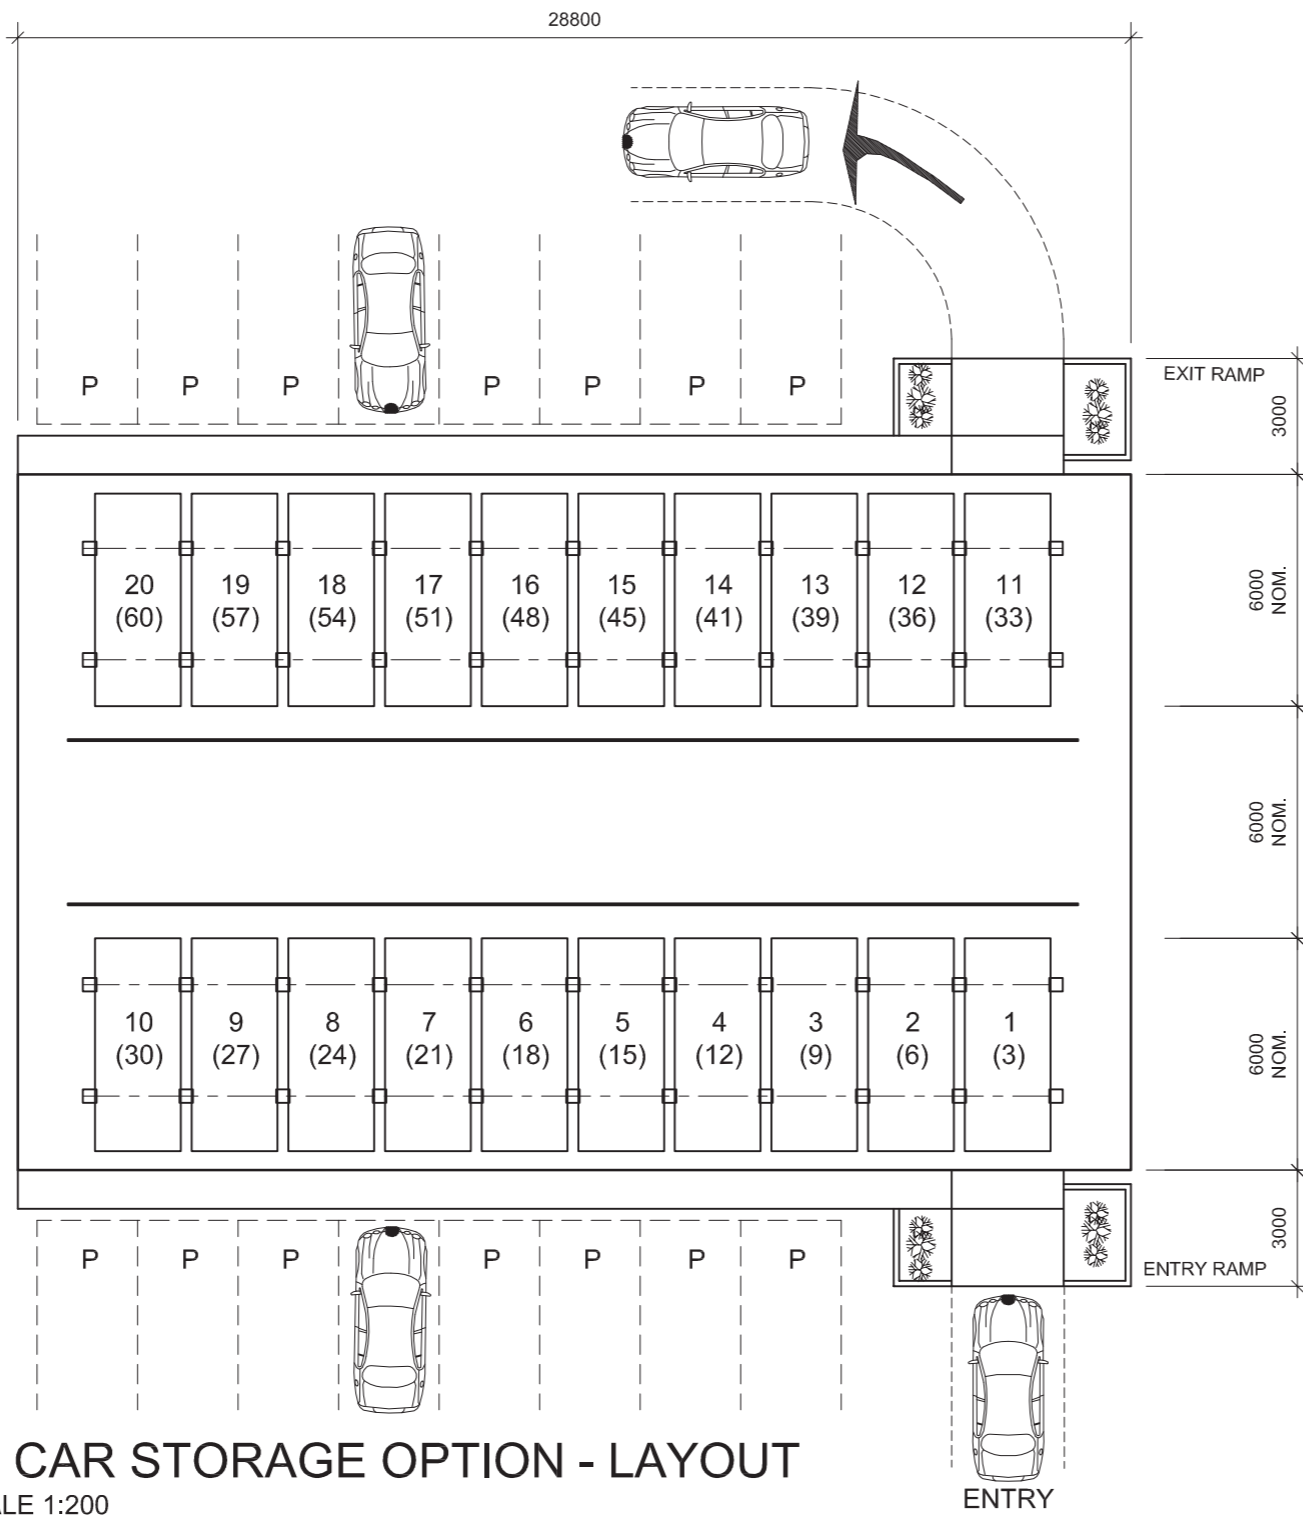 28800
P P P P P P P
EXIT RAMP
3000
20 19 18 17 16 15 14 13 12 11
(60) (57) (54) (51) (48) (45) (41) (39) (36) (33)
6000
NOM.
6000
NOM.
10 9 8 7 6 5 4 3 2 1
(30) (27) (24) (21) (18) (15) (12) (9) (6) (3)
6000
NOM.
3000
P P P P P P P
ENTRY RAMP
CAR STORAGE OPTION - LAYOUT
ALE 1:200
ENTRY